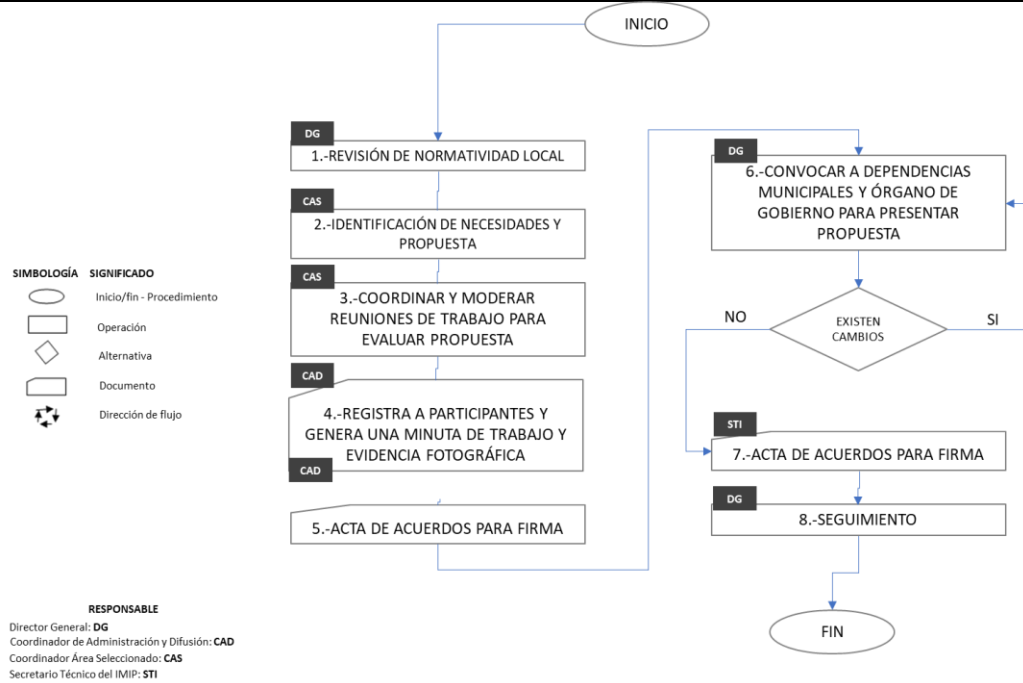 INICIO
DG
1.-REVISIÓN DE NORMATIVIDAD LOCAL
CAS
2.-IDENTIFICACIÓN DE NECESIDADES Y
PROPUESTA
CAS
3.-COORDINAR Y MODERAR
REUNIONES DE TRABAJO PARA
EVALUAR PROPUESTA
CAD
4.-REGISTRA A PARTICIPANTES Y
GENERA UNA MINUTA DE TRABAJO Y
EVIDENCIA FOTOGRÁFICA
CAD
5.-ACTA DE ACUERDOS PARA FIRMA
DG
6.-CONVOCAR A DEPENDENCIAS
MUNICIPALES Y ÓRGANO DE
GOBIERNO PARA PRESENTAR
PROPUESTA
EXISTEN
CAMBIOS
NO
SI
STI
7.-ACTA DE ACUERDOS PARA FIRMA
DG
8.-SEGUIMIENTO
FIN
SIMBOLOGÍA SIGNIFICADO
Inicio/fin - Procedimiento
Operación
Alternativa
Documento
Dirección de flujo
RESPONSABLE
Director General: DG
Coordinador de Administración y Difusión: CAD
Coordinador Área Seleccionado: CAS
Secretario Técnico del IMIP: STI